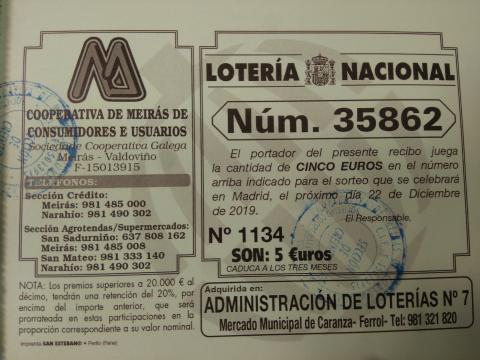 COOPERATIVA DE MEIRÁS DE
CONSUMIDORES E USUARIOS
Sociedade Cooperativa Galega
Meirás - Valdoviño
F-15013915
TELÉFONOS:
Sección Crédito:
Meirás: 981 485 000
Narahío: 981 490 302
Sección Agrotendas/Supermercados:
San Sadurniño: 637 808 162
Meirás: 981 485 008
San Mateo: 981 333 140
Narahío: 981 490 302
NOTA: Los premios superiores a 20.000 € al
décimo, tendrán una retención del 20%, por
encima del importe anterior, que será
prorrateada en estas participaciones en la
proporción correspondiente a su valor nominal.
Imprenta SAN ESTEBAN • Perlío (Fene)
LOTERÍA NACIONAL
Núm. 35862
El portador del presente recibo juega
la cantidad de CINCO EUROS en el número
arriba indicado para el sorteo que se celebrará
en Madrid, el próximo día 22 de Diciembre
de 2019.
El Responsable,
Nº 1134
SON: 5 €uros
CADUCA A LOS TRES MESES
Adquirida en:
ADMINISTRACIÓN DE LOTERÍAS Nº 7
Mercado Municipal de Caranza- Ferrol- Tel: 981 321 820